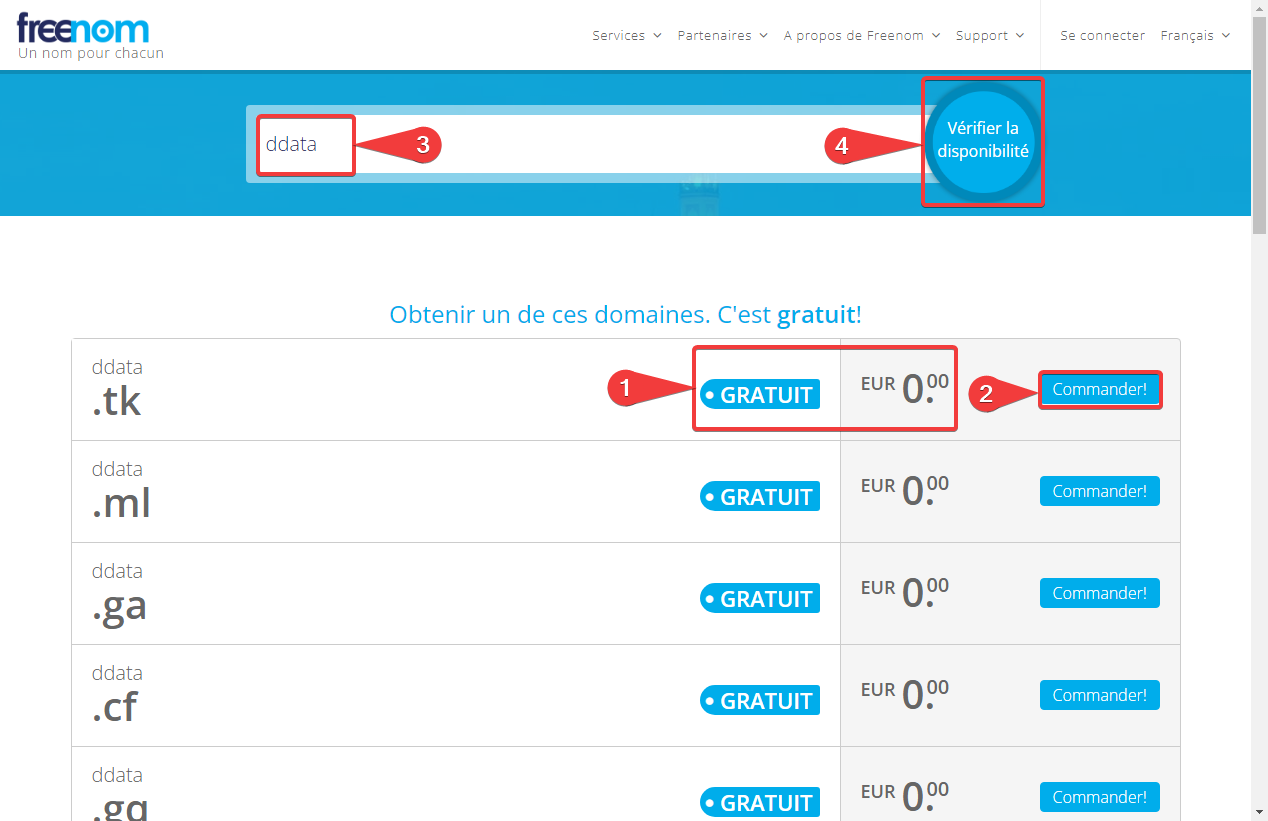 freenom
Un nom pour chacun
Services
Partenaires
A propos de Freenom
Support
Se connecter
Français
ddata
3
4
Vérifier la
disponibilité
Obtenir un de ces domaines. C'est gratuit!
ddata
.tk
1
GRATUIT
EUR 0.00
2
Commander!
ddata
.ml
GRATUIT
EUR 0.00
Commander!
ddata
.ga
GRATUIT
EUR 0.00
Commander!
ddata
.cf
GRATUIT
EUR 0.00
Commander!
ddata
.gq
GRATUIT
EUR 0.00
Commander!